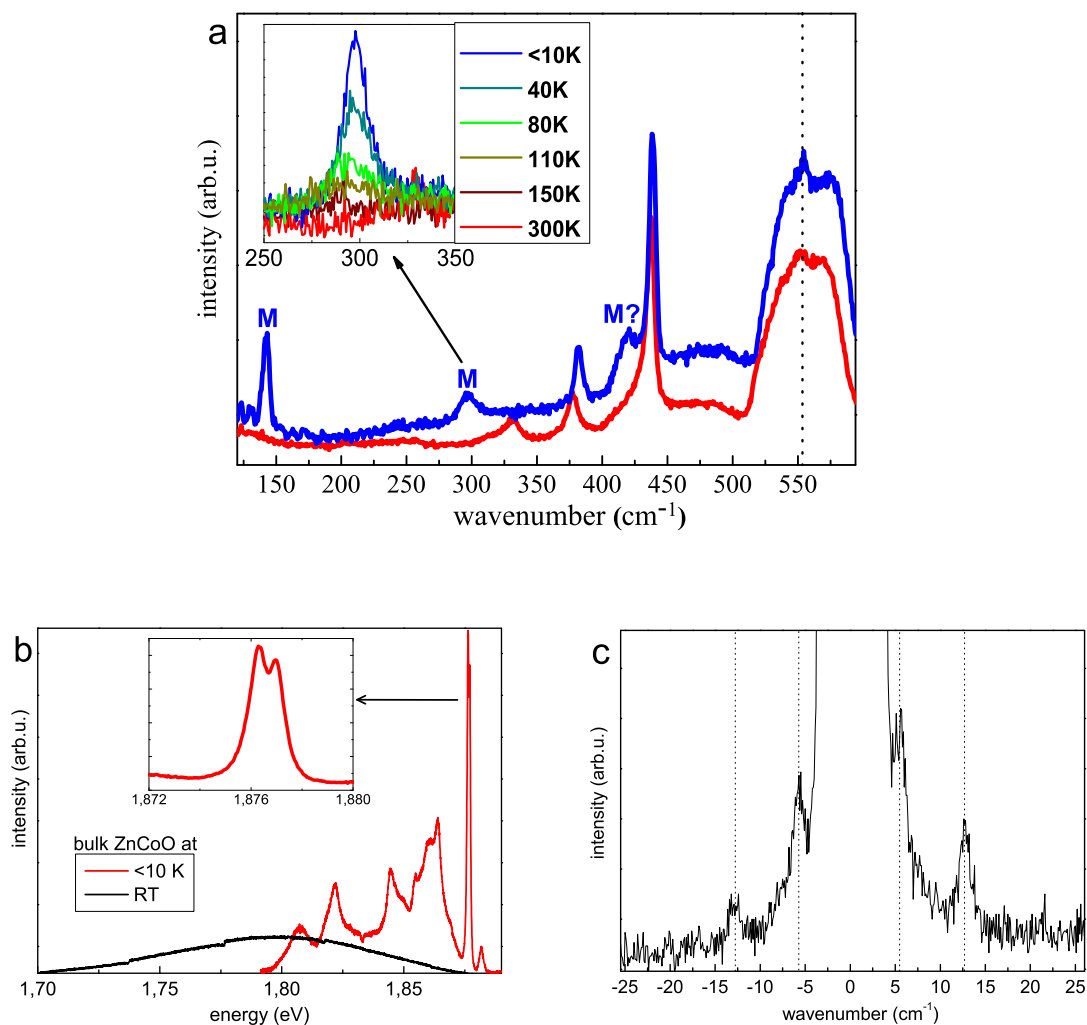 a
<10K
40K
80K
110K
150K
300K
250 300 350
intensity (arb.u.)
M
M
M?
150 200 250 300 350 400 450 500 550
wavenumber (cm-1)
b
1,872 1,876 1,880
bulk ZnCoO at
<10 K
RT
intensity (arb.u.)
1,70 1,75 1,80 1,85
energy (eV)
c
intensity (arb.u.)
-25 -20 -15 -10 -5 0 5 10 15 20 25
wavenumber (cm-1)